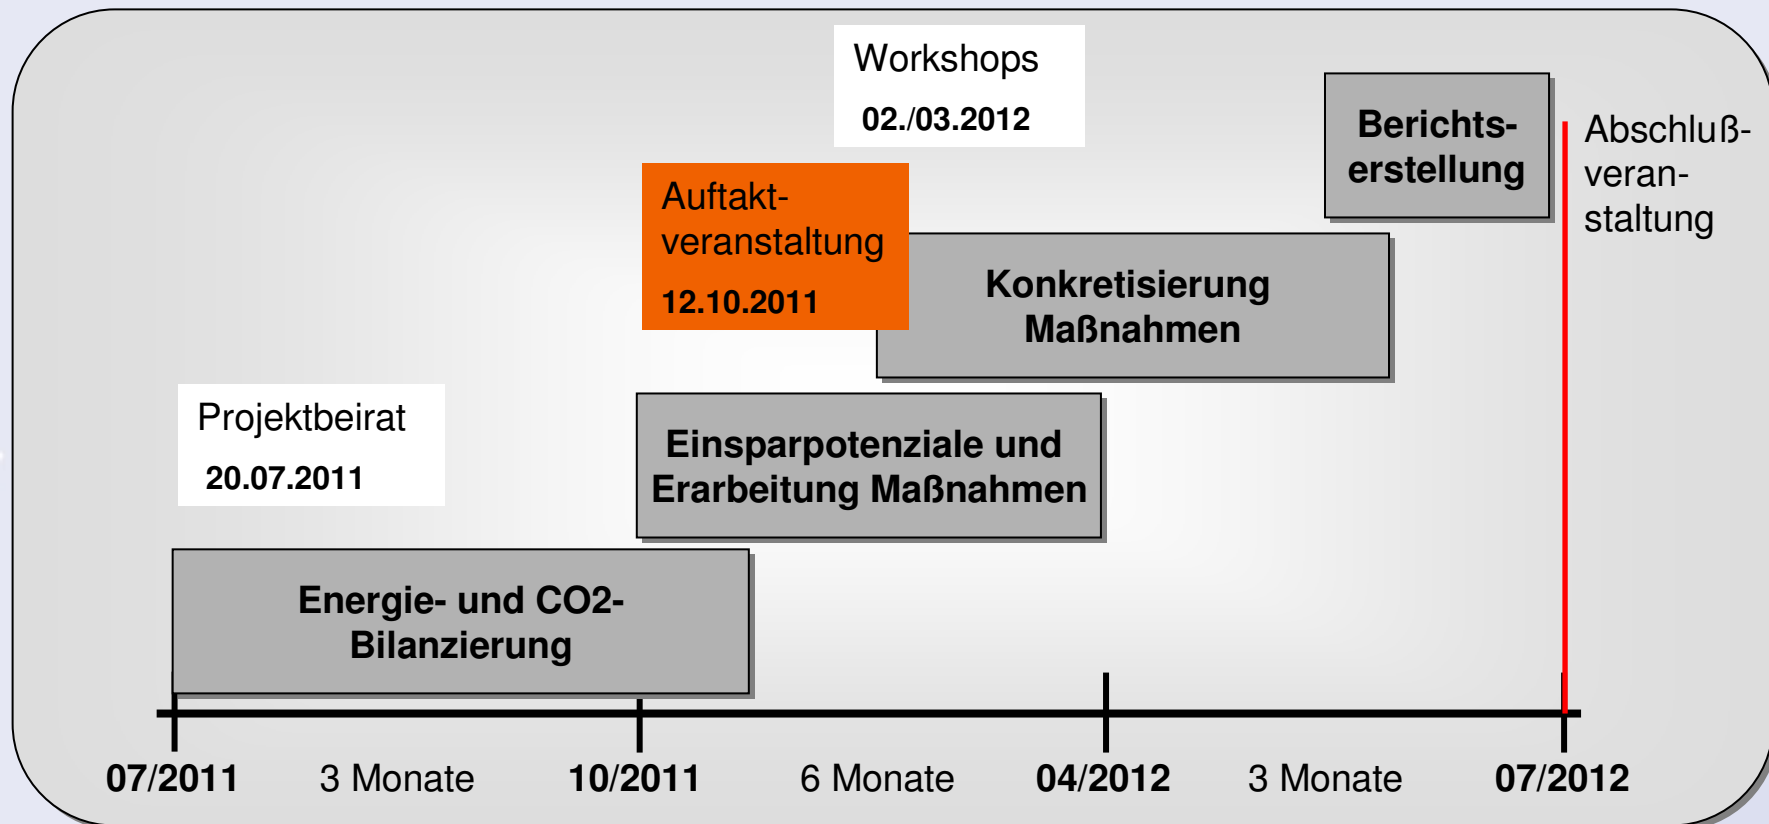 Workshops
02./03.2012
Berichts-
erstellung
Abschluß-
veran-
staltung
Auftakt-
veranstaltung
12.10.2011
Konkretisierung
Maßnahmen
Projektbeirat
20.07.2011
Einsparpotenziale und
Erarbeitung Maßnahmen
Energie- und CO2-
Bilanzierung
07/2011 3 Monate 10/2011 6 Monate 04/2012 3 Monate 07/2012